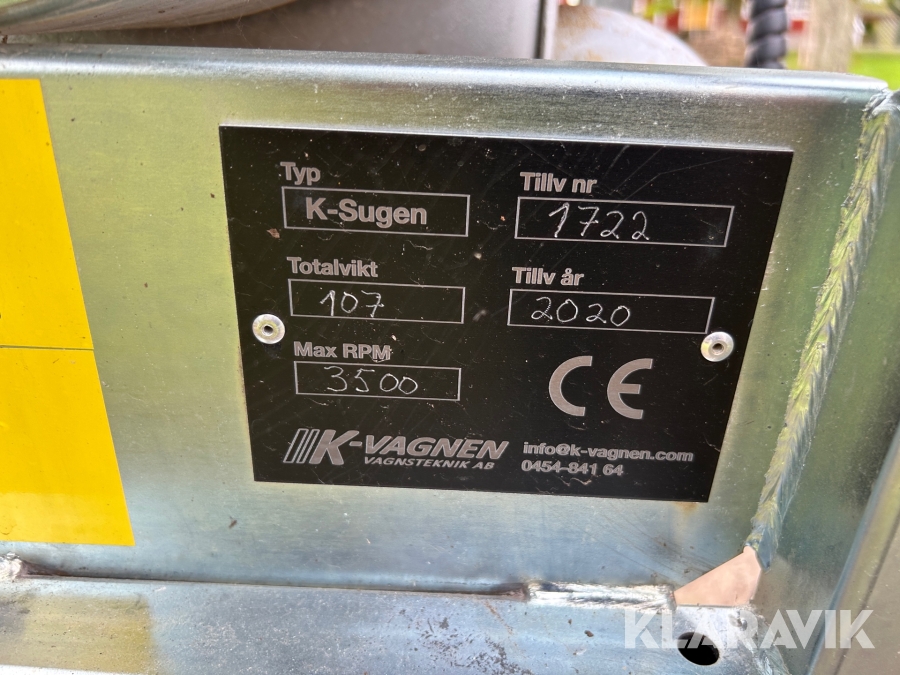 Typ
K-Sugen
Tillv nr
1722
Totalvikt
107
Tillv år
2020
Max RPM
3500
CE
K-VAGNEN
VAGNSTEKNIK AB
info@k-vagnen.com
0454-841 64
KLARAVIK